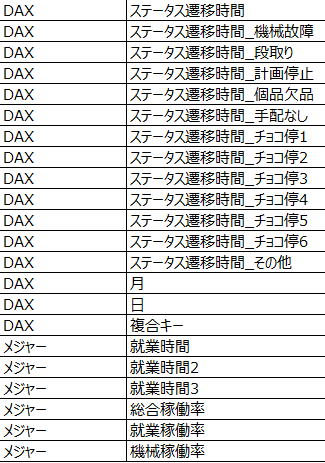 DAX ステータス遷移時間
DAX ステータス遷移時間_機械故障
DAX ステータス遷移時間_段取り
DAX ステータス遷移時間_計画停止
DAX ステータス遷移時間_個品欠品
DAX ステータス遷移時間_手配なし
DAX ステータス遷移時間_チョコ停1
DAX ステータス遷移時間_チョコ停2
DAX ステータス遷移時間_チョコ停3
DAX ステータス遷移時間_チョコ停4
DAX ステータス遷移時間_チョコ停5
DAX ステータス遷移時間_チョコ停6
DAX ステータス遷移時間_その他
DAX 月
DAX 日
DAX 複合キー
メジャー 就業時間
メジャー 就業時間2
メジャー 就業時間3
メジャー 総合稼働率
メジャー 就業稼働率
メジャー 機械稼働率